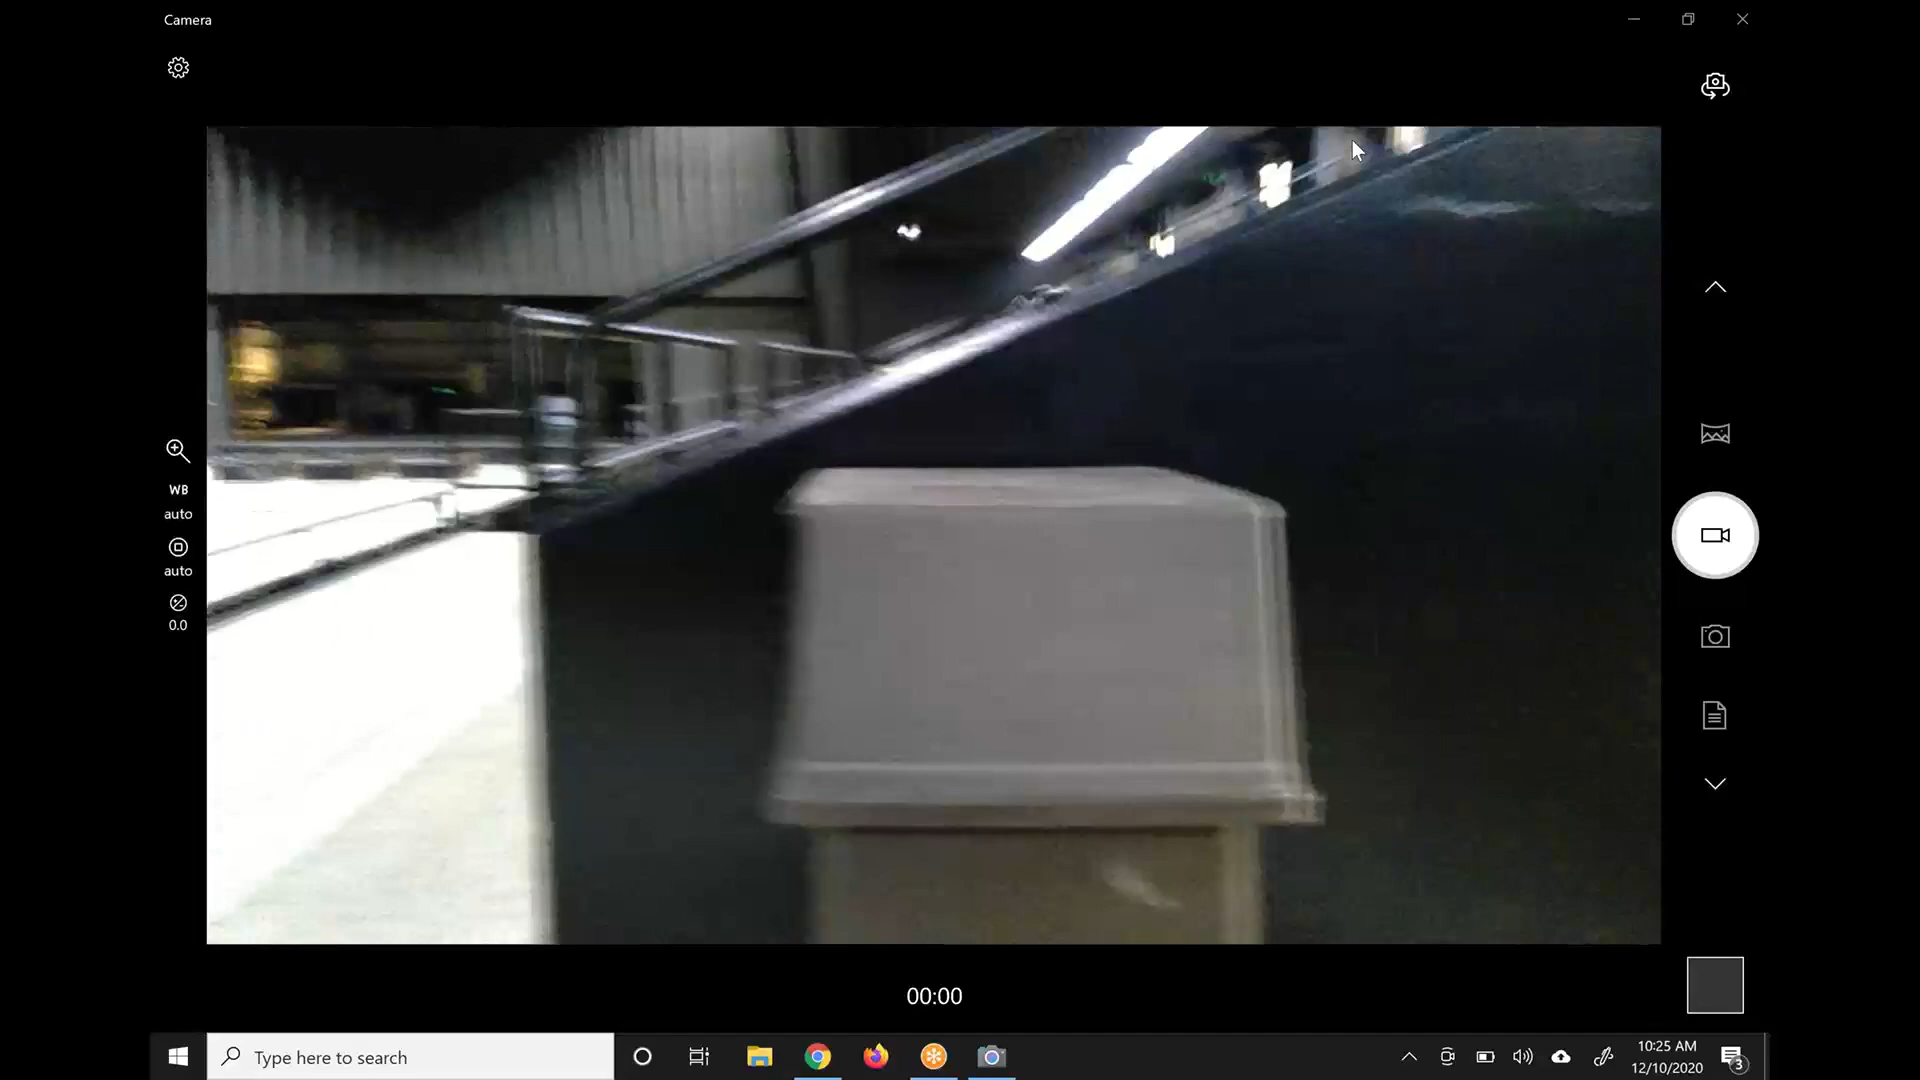 Camera
WB
auto
auto
0.0
00:00
Type here to search
10:25 AM
12/10/2020
3